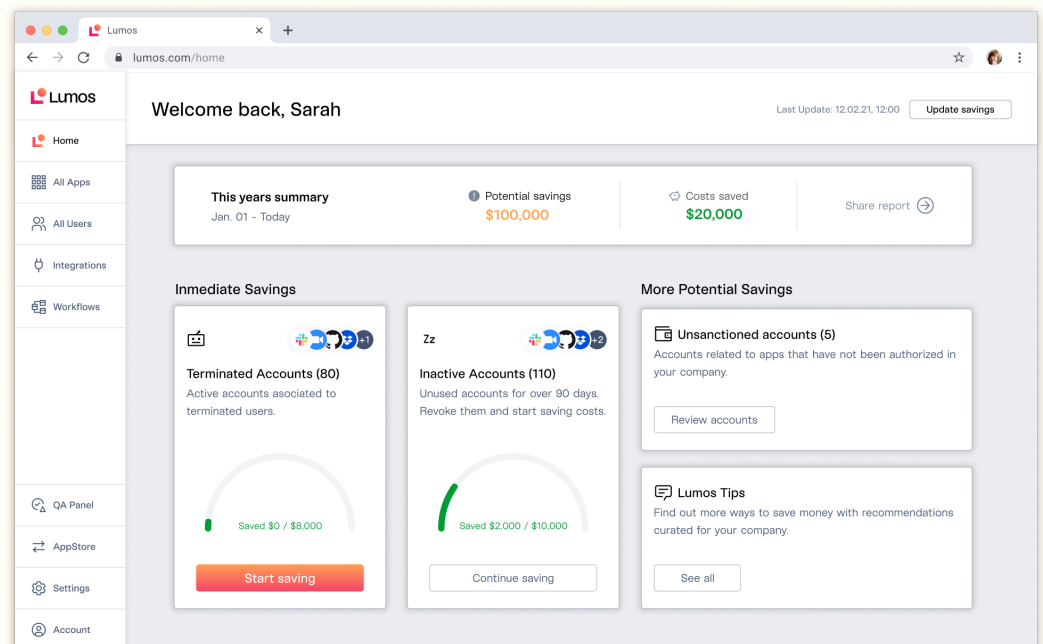 Lumos
lumos.com/home
Lumos
Welcome back, Sarah
Last Update: 12.02.21, 12:00
Update savings
Home
All Apps
All Users
Integrations
Workflows
QA Panel
AppStore
Settings
Account
This years summary
Jan. 01 - Today
Potential savings
$100,000
Costs saved
$20,000
Share report
Inmediate Savings
+1
Terminated Accounts (80)
Active accounts asociated to
terminated users.
Saved $0 / $8,000
Start saving
Zz
+2
Inactive Accounts (110)
Unused accounts for over 90 days.
Revoke them and start saving costs.
Saved $2,000 / $10,000
Continue saving
More Potential Savings
Unsanctioned accounts (5)
Accounts related to apps that have not been authorized in
your company.
Review accounts
Lumos Tips
Find out more ways to save money with recommendations
curated for your company.
See all